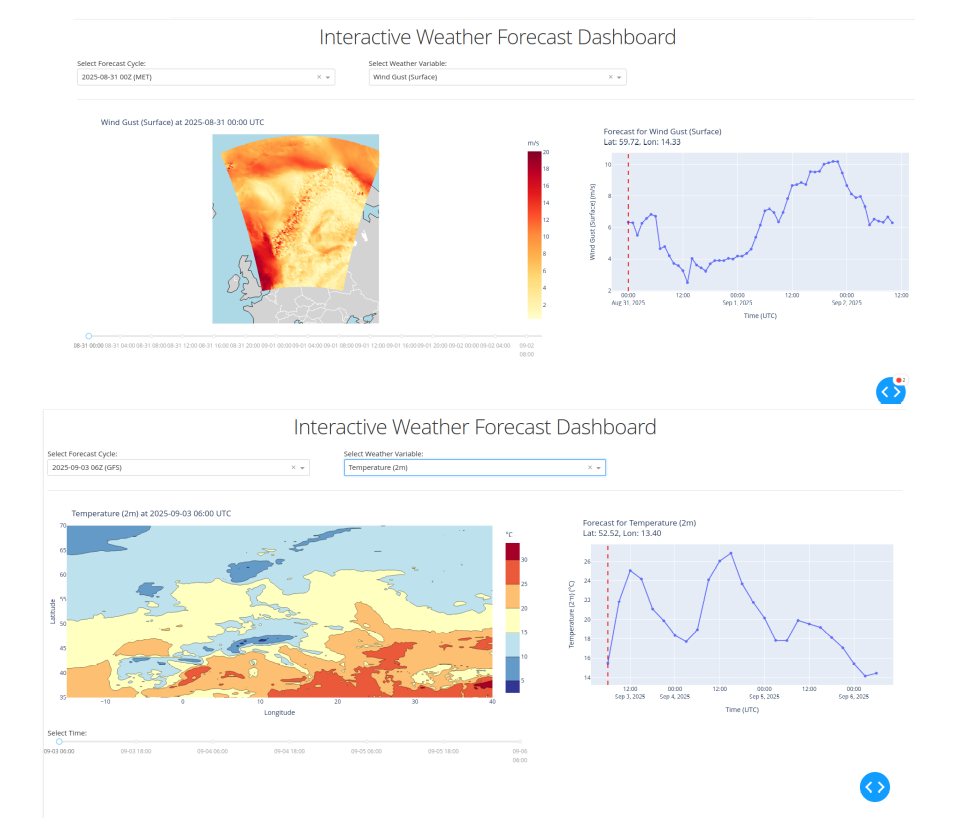 Interactive Weather Forecast Dashboard
Select Forecast Cycle:
Select Weather Variable:
2025-08-31 00Z (MET)
×
Wind Gust (Surface)
×
Wind Gust (Surface) at 2025-08-31 00:00 UTC
m/s
20
18
16
14
12
10
8
6
4
2
Forecast for Wind Gust (Surface)
Lat: 59.72, Lon: 14.33
Wind Gust (Surface) (m/s)
10
8
6
4
2
00:00
Aug 31, 2025
12:00
00:00
Sep 1, 2025
12:00
00:00
Sep 2, 2025
12:00
Time (UTC)
08-31 00:00
08-31 04:00
08-31 08:00
08-31 12:00
08-31 16:00
08-31 20:00
09-01 00:00
09-01 04:00
09-01 08:00
09-01 12:00
09-01 16:00
09-01 20:00
09-02 00:00
09-02 04:00
09-02
08:00
2
Interactive Weather Forecast Dashboard
Select Forecast Cycle:
Select Weather Variable:
2025-09-03 06Z (GFS)
×
Temperature (2m)
×
Temperature (2m) at 2025-09-03 06:00 UTC
Latitude
70
65
60
55
50
45
40
35
−10
0
10
20
30
40
Longitude
°C
30
25
20
15
10
5
Forecast for Temperature (2m)
Lat: 52.52, Lon: 13.40
Temperature (2m) (°C)
26
24
22
20
18
16
14
12:00
Sep 3, 2025
00:00
Sep 4, 2025
12:00
00:00
Sep 5, 2025
12:00
00:00
Sep 6, 2025
Time (UTC)
Select Time:
09-03 06:00
09-03 18:00
09-04 06:00
09-04 18:00
09-05 06:00
09-05 18:00
09-06
06:00